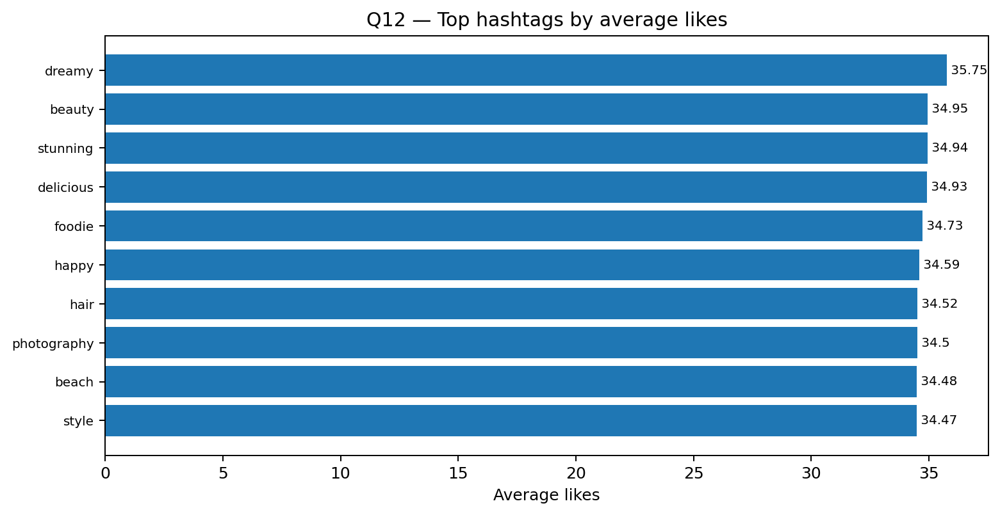 Q12 — Top hashtags by average likes
dreamy 35.75
beauty 34.95
stunning 34.94
delicious 34.93
foodie 34.73
happy 34.59
hair 34.52
photography 34.5
beach 34.48
style 34.47
0 5 10 15 20 25 30 35
Average likes